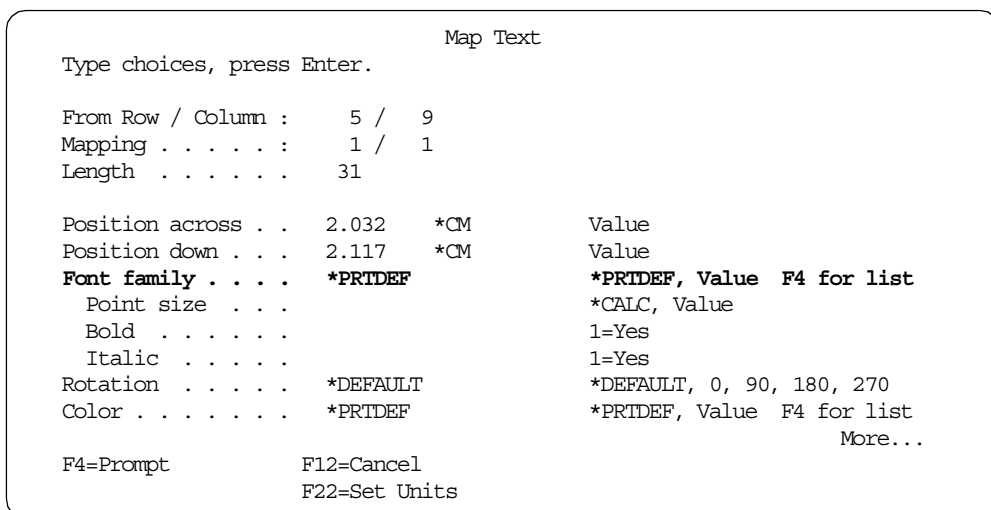 Map Text
Type choices, press Enter.
From Row / Column :     5 /   9
Mapping . . . . . :     1 /   1
Length  . . . . . .    31
Position across . .   2.032    *CM         Value
Position down . . .   2.117    *CM         Value
Font family . . . .   *PRTDEF              *PRTDEF, Value  F4 for list
  Point size  . . .                        *CALC, Value
  Bold  . . . . . .                        1=Yes
  Italic  . . . . .                        1=Yes
Rotation  . . . . .   *DEFAULT             *DEFAULT, 0, 90, 180, 270
Color . . . . . . .   *PRTDEF              *PRTDEF, Value  F4 for list
More...
F4=Prompt           F12=Cancel
F22=Set Units